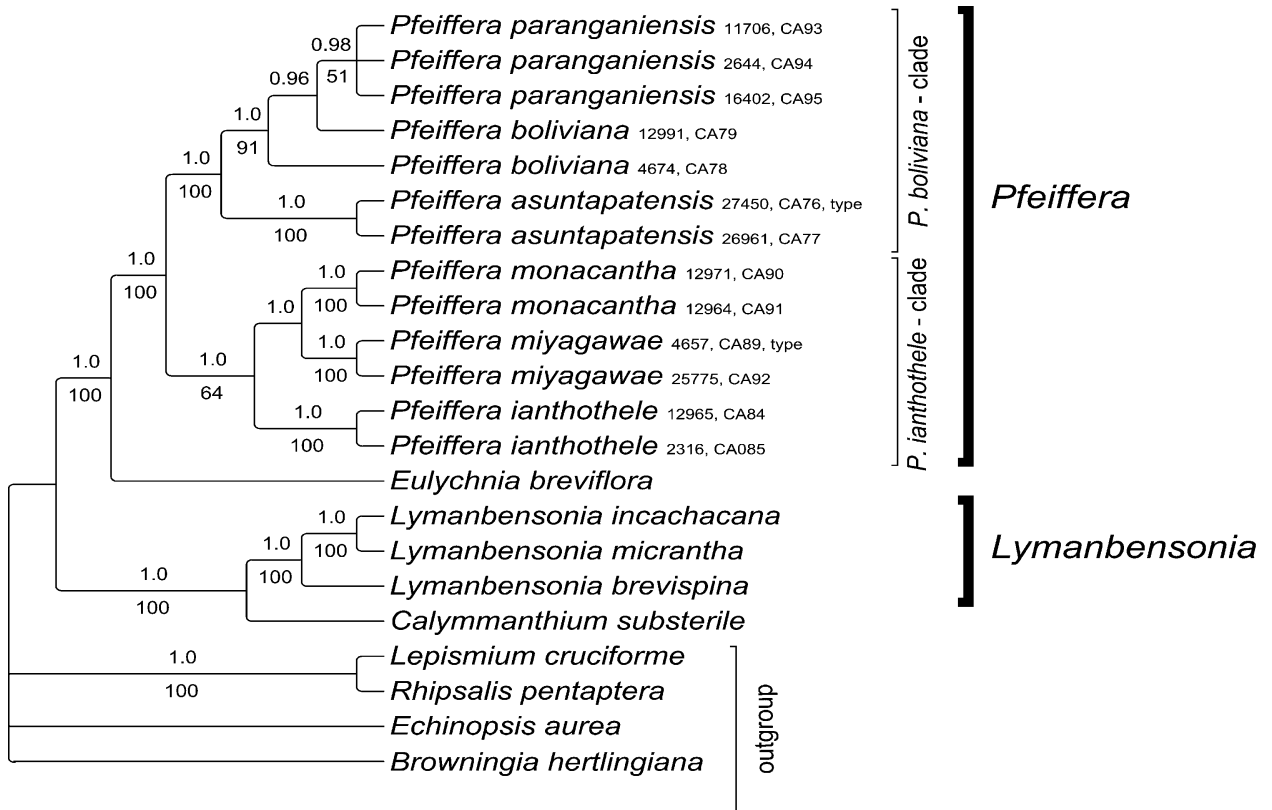 Pfeiffera paranganiensis 11706, CA93
0.98
Pfeiffera paranganiensis 2644, CA94
0.96
51
Pfeiffera paranganiensis 16402, CA95
1.0
Pfeiffera boliviana 12991, CA79
91
1.0
Pfeiffera boliviana 4674, CA78
100
1.0
Pfeiffera asuntapatensis 27450, CA76, type
100
Pfeiffera asuntapatensis 26961, CA77
P. boliviana - clade
1.0
100
1.0
Pfeiffera monacantha 12971, CA90
100
1.0
Pfeiffera monacantha 12964, CA91
1.0
Pfeiffera miyagawae 4657, CA89, type
100
Pfeiffera miyagawae 25775, CA92
1.0
64
1.0
100
1.0
Pfeiffera ianthothele 12965, CA84
100
Pfeiffera ianthothele 2316, CA085
P. ianthothele - clade
Pfeiffera
Eulychnia breviflora
1.0
Lymanbensonia incachacana
100
1.0
Lymanbensonia micrantha
100
1.0
Lymanbensonia brevispina
100
Lymanbensonia
Calymmanthium substerile
1.0
Lepismium cruciforme
100
Rhipsalis pentaptera
Echinopsis aurea
Browningia hertlingiana
outgroup